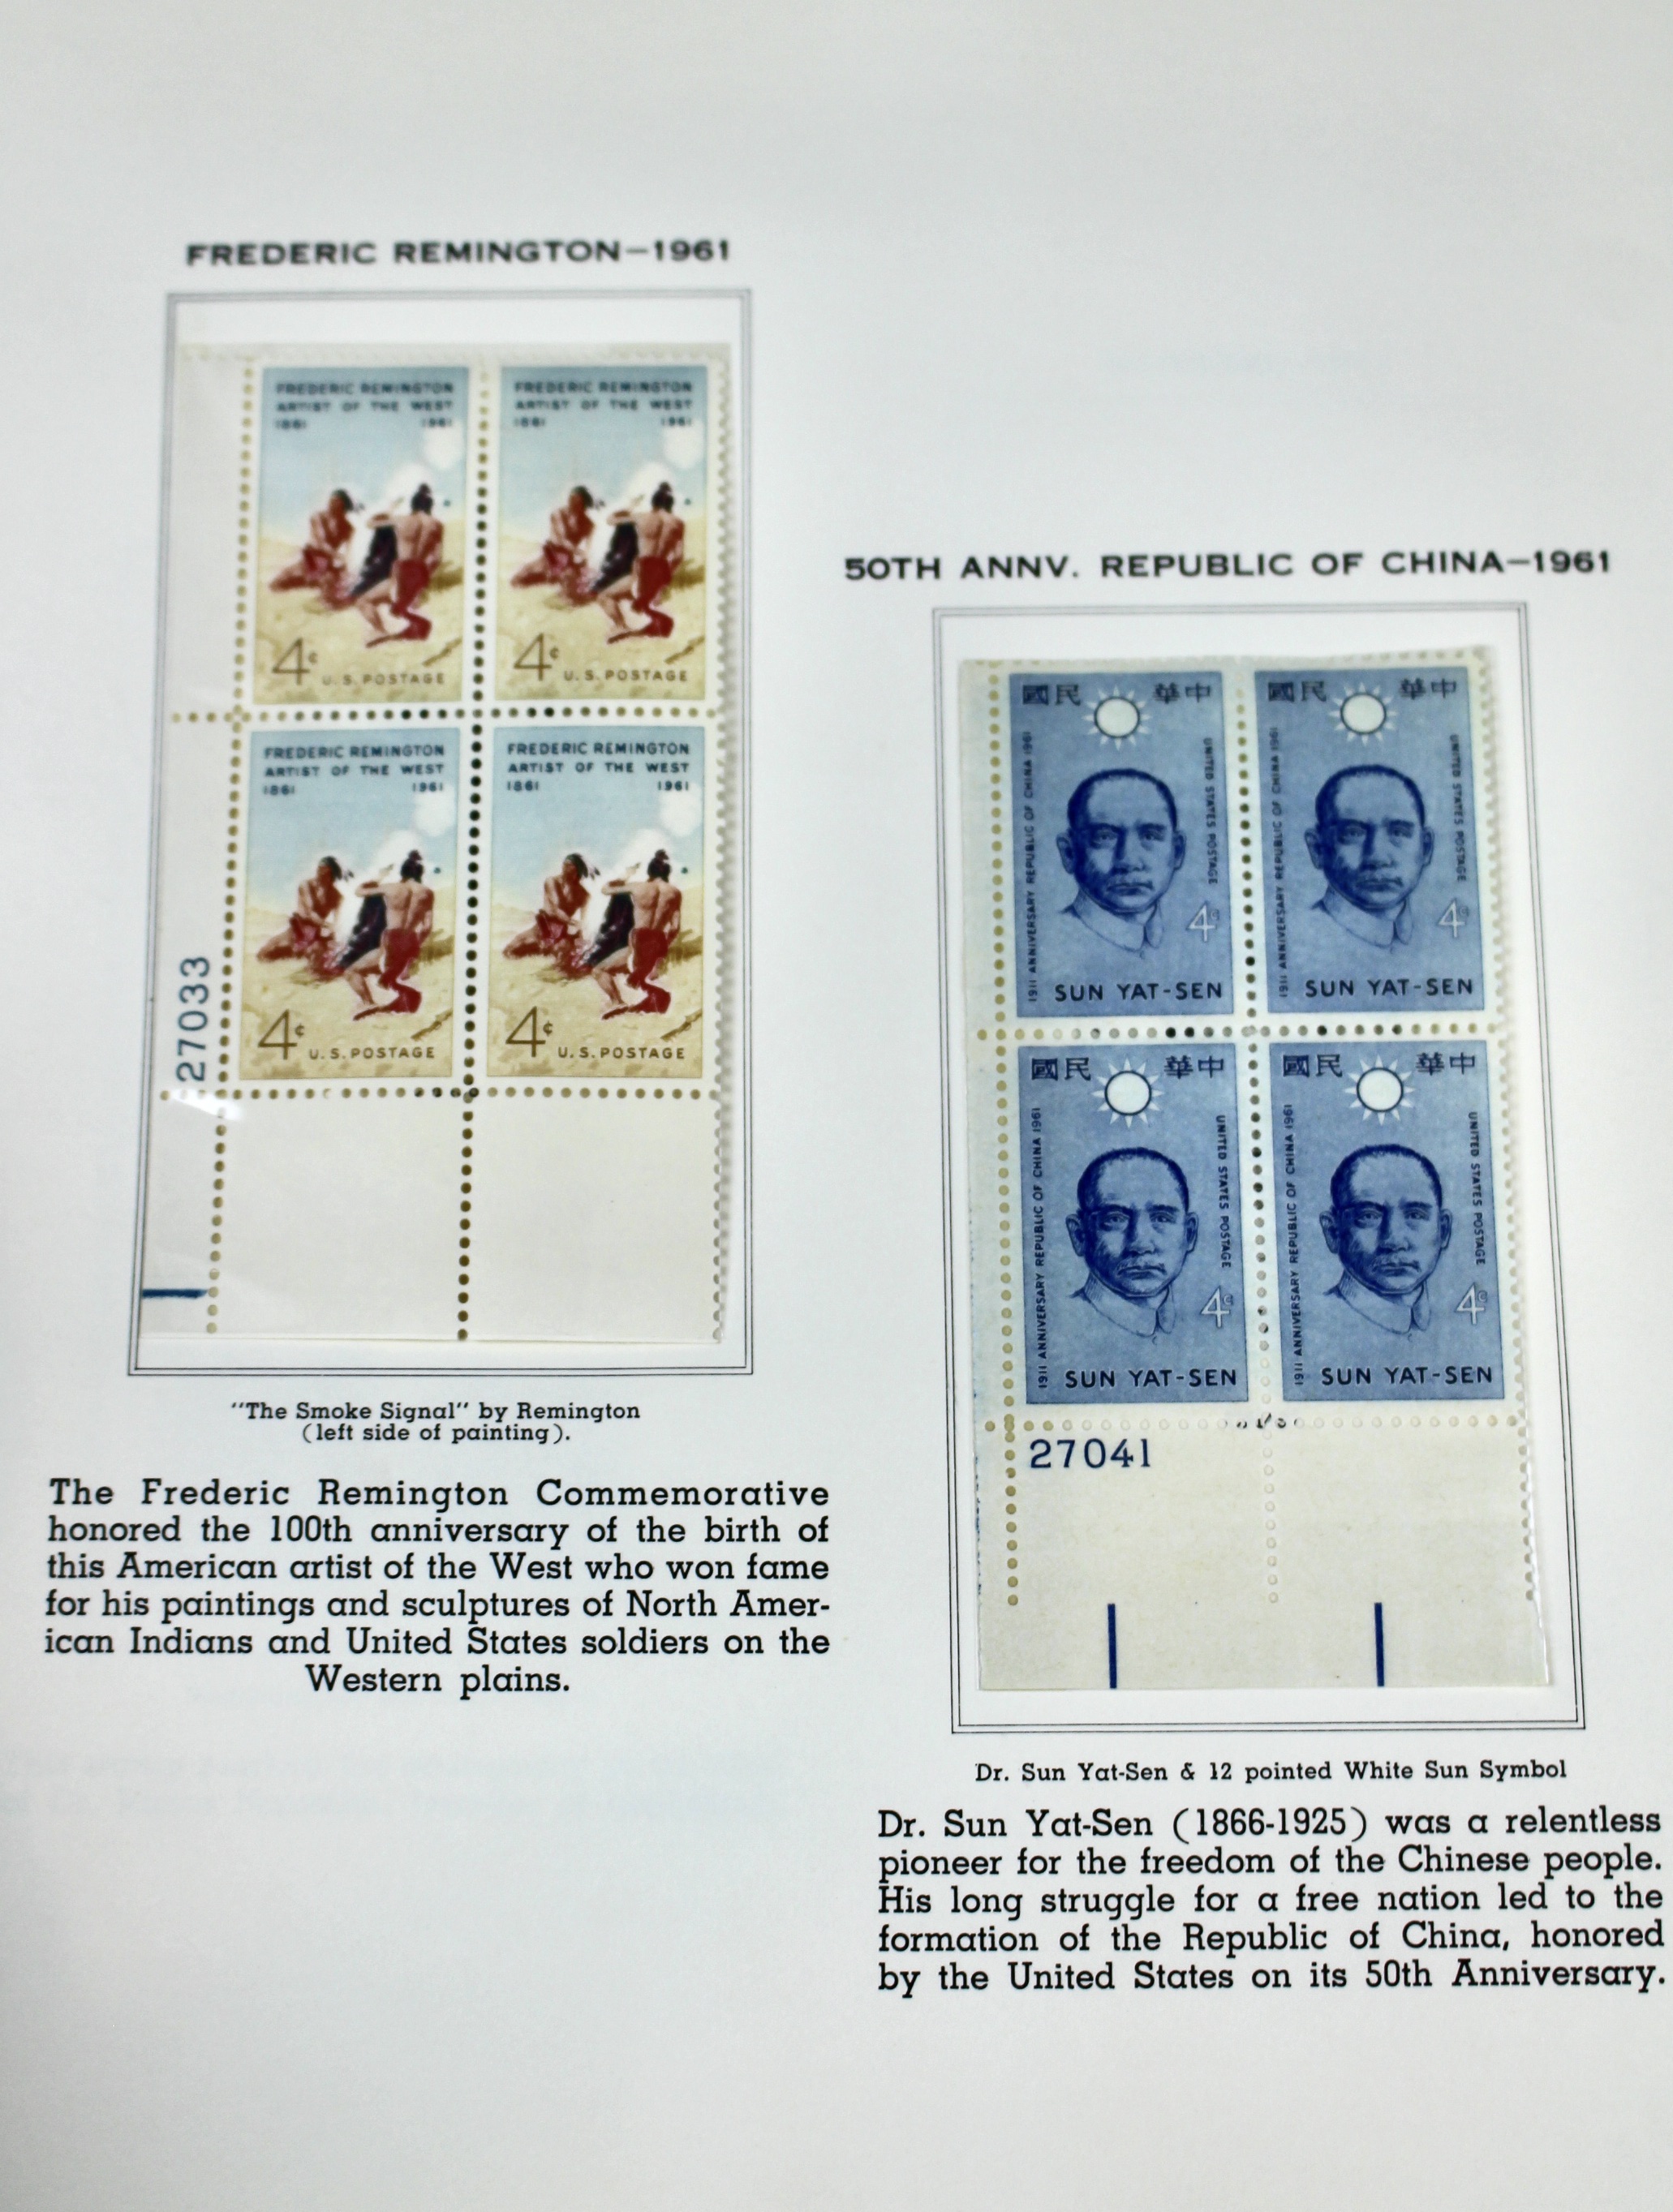 FREDERIC REMINGTON—1961
FREDERIC REMINGTON
ARTIST OF THE WEST
1861 1961
4¢ U.S. POSTAGE
FREDERIC REMINGTON
ARTIST OF THE WEST
1861 1961
4¢ U.S. POSTAGE
FREDERIC REMINGTON
ARTIST OF THE WEST
1861 1961
4¢ U.S. POSTAGE
FREDERIC REMINGTON
ARTIST OF THE WEST
1861 1961
4¢ U.S. POSTAGE
27033
"The Smoke Signal" by Remington
(left side of painting).
The Frederic Remington Commemorative
honored the 100th anniversary of the birth of
this American artist of the West who won fame
for his paintings and sculptures of North Amer-
ican Indians and United States soldiers on the
Western plains.
50TH ANNV. REPUBLIC OF CHINA—1961
國民 華中
1911 ANNIVERSARY REPUBLIC OF CHINA 1961
UNITED STATES POSTAGE
4¢
SUN YAT-SEN
國民 華中
1911 ANNIVERSARY REPUBLIC OF CHINA 1961
UNITED STATES POSTAGE
4¢
SUN YAT-SEN
國民 華中
1911 ANNIVERSARY REPUBLIC OF CHINA 1961
UNITED STATES POSTAGE
4¢
SUN YAT-SEN
國民 華中
1911 ANNIVERSARY REPUBLIC OF CHINA 1961
UNITED STATES POSTAGE
4¢
SUN YAT-SEN
27041
Dr. Sun Yat-Sen & 12 pointed White Sun Symbol
Dr. Sun Yat-Sen (1866-1925) was a relentless
pioneer for the freedom of the Chinese people.
His long struggle for a free nation led to the
formation of the Republic of China, honored
by the United States on its 50th Anniversary.